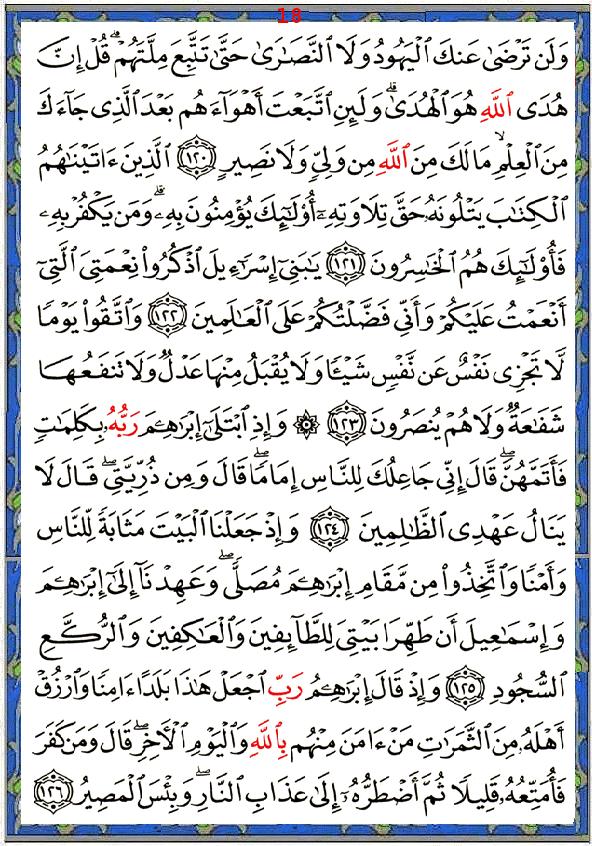 18
وَلَن تَرْضَىٰ عَنكَ ٱلْيَهُودُ وَلَا ٱلنَّصَٰرَىٰ حَتَّىٰ تَتَّبِعَ مِلَّتَهُمْ ۗ قُلْ إِنَّ
هُدَى ٱللَّهِ هُوَ ٱلْهُدَىٰ ۗ وَلَئِنِ ٱتَّبَعْتَ أَهْوَآءَهُم بَعْدَ ٱلَّذِى جَآءَكَ
مِنَ ٱلْعِلْمِ ۙ مَا لَكَ مِنَ ٱللَّهِ مِن وَلِىٍّ وَلَا نَصِيرٍ ١٢٠ ٱلَّذِينَ ءَاتَيْنَٰهُمُ
ٱلْكِتَٰبَ يَتْلُونَهُۥ حَقَّ تِلَاوَتِهِۦٓ أُو۟لَٰٓئِكَ يُؤْمِنُونَ بِهِۦ ۗ وَمَن يَكْفُرْ بِهِۦ
فَأُو۟لَٰٓئِكَ هُمُ ٱلْخَٰسِرُونَ ١٢١ يَٰبَنِىٓ إِسْرَٰٓءِيلَ ٱذْكُرُوا۟ نِعْمَتِىَ ٱلَّتِىٓ
أَنْعَمْتُ عَلَيْكُمْ وَأَنِّى فَضَّلْتُكُمْ عَلَى ٱلْعَٰلَمِينَ ١٢٢ وَٱتَّقُوا۟ يَوْمًا
لَّا تَجْزِى نَفْسٌ عَن نَّفْسٍ شَيْـًٔا وَلَا يُقْبَلُ مِنْهَا عَدْلٌ وَلَا تَنفَعُهَا
شَفَٰعَةٌ وَلَا هُمْ يُنصَرُونَ ١٢٣ ۞ وَإِذِ ٱبْتَلَىٰٓ إِبْرَٰهِـۧمَ رَبُّهُۥ بِكَلِمَٰتٍ
فَأَتَمَّهُنَّ ۖ قَالَ إِنِّى جَاعِلُكَ لِلنَّاسِ إِمَامًا ۖ قَالَ وَمِن ذُرِّيَّتِى ۖ قَالَ لَا
يَنَالُ عَهْدِى ٱلظَّٰلِمِينَ ١٢٤ وَإِذْ جَعَلْنَا ٱلْبَيْتَ مَثَابَةً لِّلنَّاسِ
وَأَمْنًا وَٱتَّخِذُوا۟ مِن مَّقَامِ إِبْرَٰهِـۧمَ مُصَلًّى ۖ وَعَهِدْنَآ إِلَىٰٓ إِبْرَٰهِـۧمَ
وَإِسْمَٰعِيلَ أَن طَهِّرَا بَيْتِىَ لِلطَّآئِفِينَ وَٱلْعَٰكِفِينَ وَٱلرُّكَّعِ
ٱلسُّجُودِ ١٢٥ وَإِذْ قَالَ إِبْرَٰهِـۧمُ رَبِّ ٱجْعَلْ هَٰذَا بَلَدًا ءَامِنًا وَٱرْزُقْ
أَهْلَهُۥ مِنَ ٱلثَّمَرَٰتِ مَنْ ءَامَنَ مِنْهُم بِٱللَّهِ وَٱلْيَوْمِ ٱلْءَاخِرِ ۖ قَالَ وَمَن كَفَرَ
فَأُمَتِّعُهُۥ قَلِيلًا ثُمَّ أَضْطَرُّهُۥٓ إِلَىٰ عَذَابِ ٱلنَّارِ ۖ وَبِئْسَ ٱلْمَصِيرُ ١٢٦